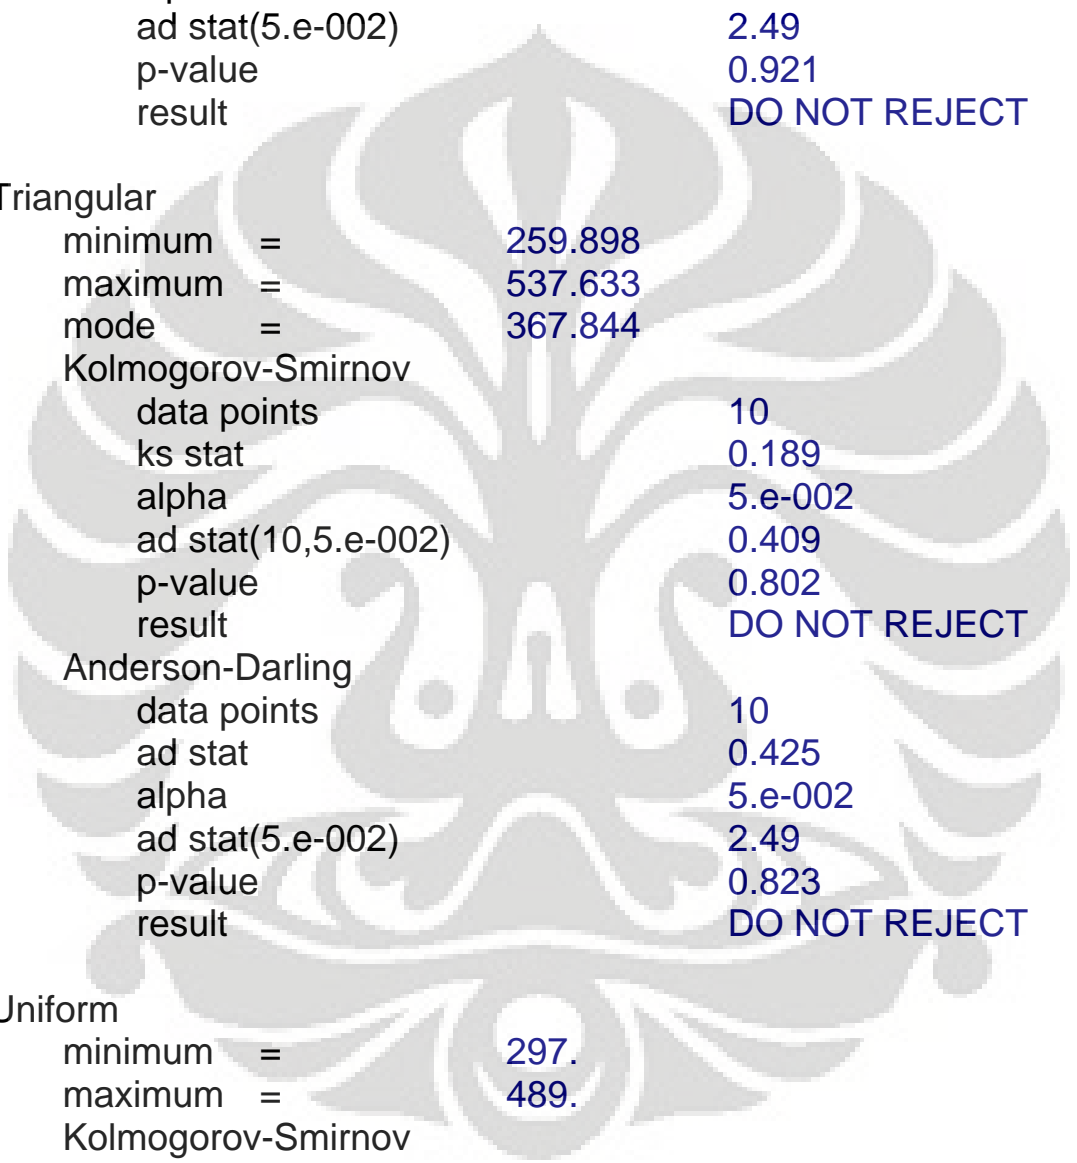 ad stat(5.e-002) 2.49
p-value 0.921
result DO NOT REJECT
Triangular
minimum = 259.898
maximum = 537.633
mode = 367.844
Kolmogorov-Smirnov
data points 10
ks stat 0.189
alpha 5.e-002
ad stat(10,5.e-002) 0.409
p-value 0.802
result DO NOT REJECT
Anderson-Darling
data points 10
ad stat 0.425
alpha 5.e-002
ad stat(5.e-002) 2.49
p-value 0.823
result DO NOT REJECT
Uniform
minimum = 297.
maximum = 489.
Kolmogorov-Smirnov